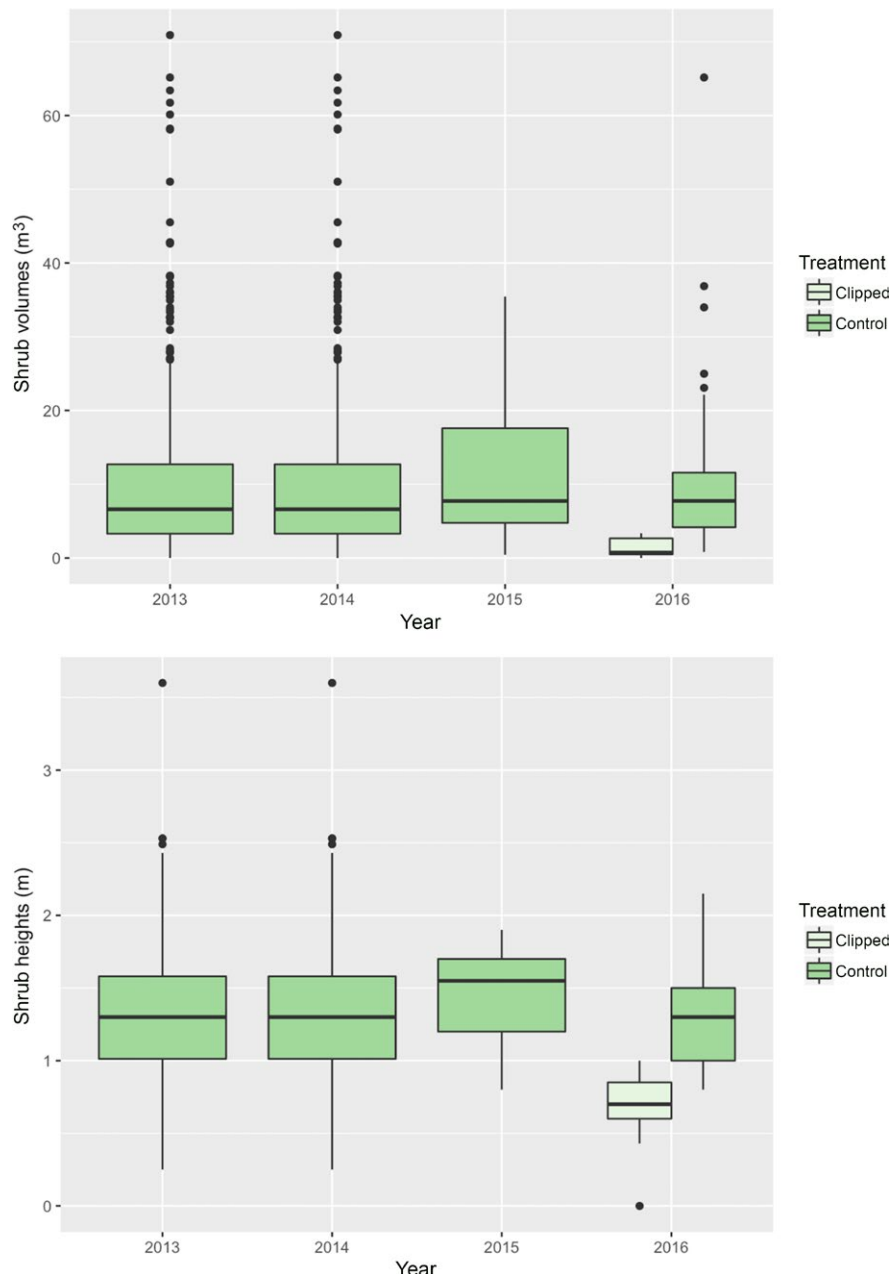 60
40
20
0
Shrub volumes (m³)
2013 2014 2015 2016
Year
Treatment
Clipped
Control
3
2
1
0
Shrub heights (m)
2013 2014 2015 2016
Year
Treatment
Clipped
Control